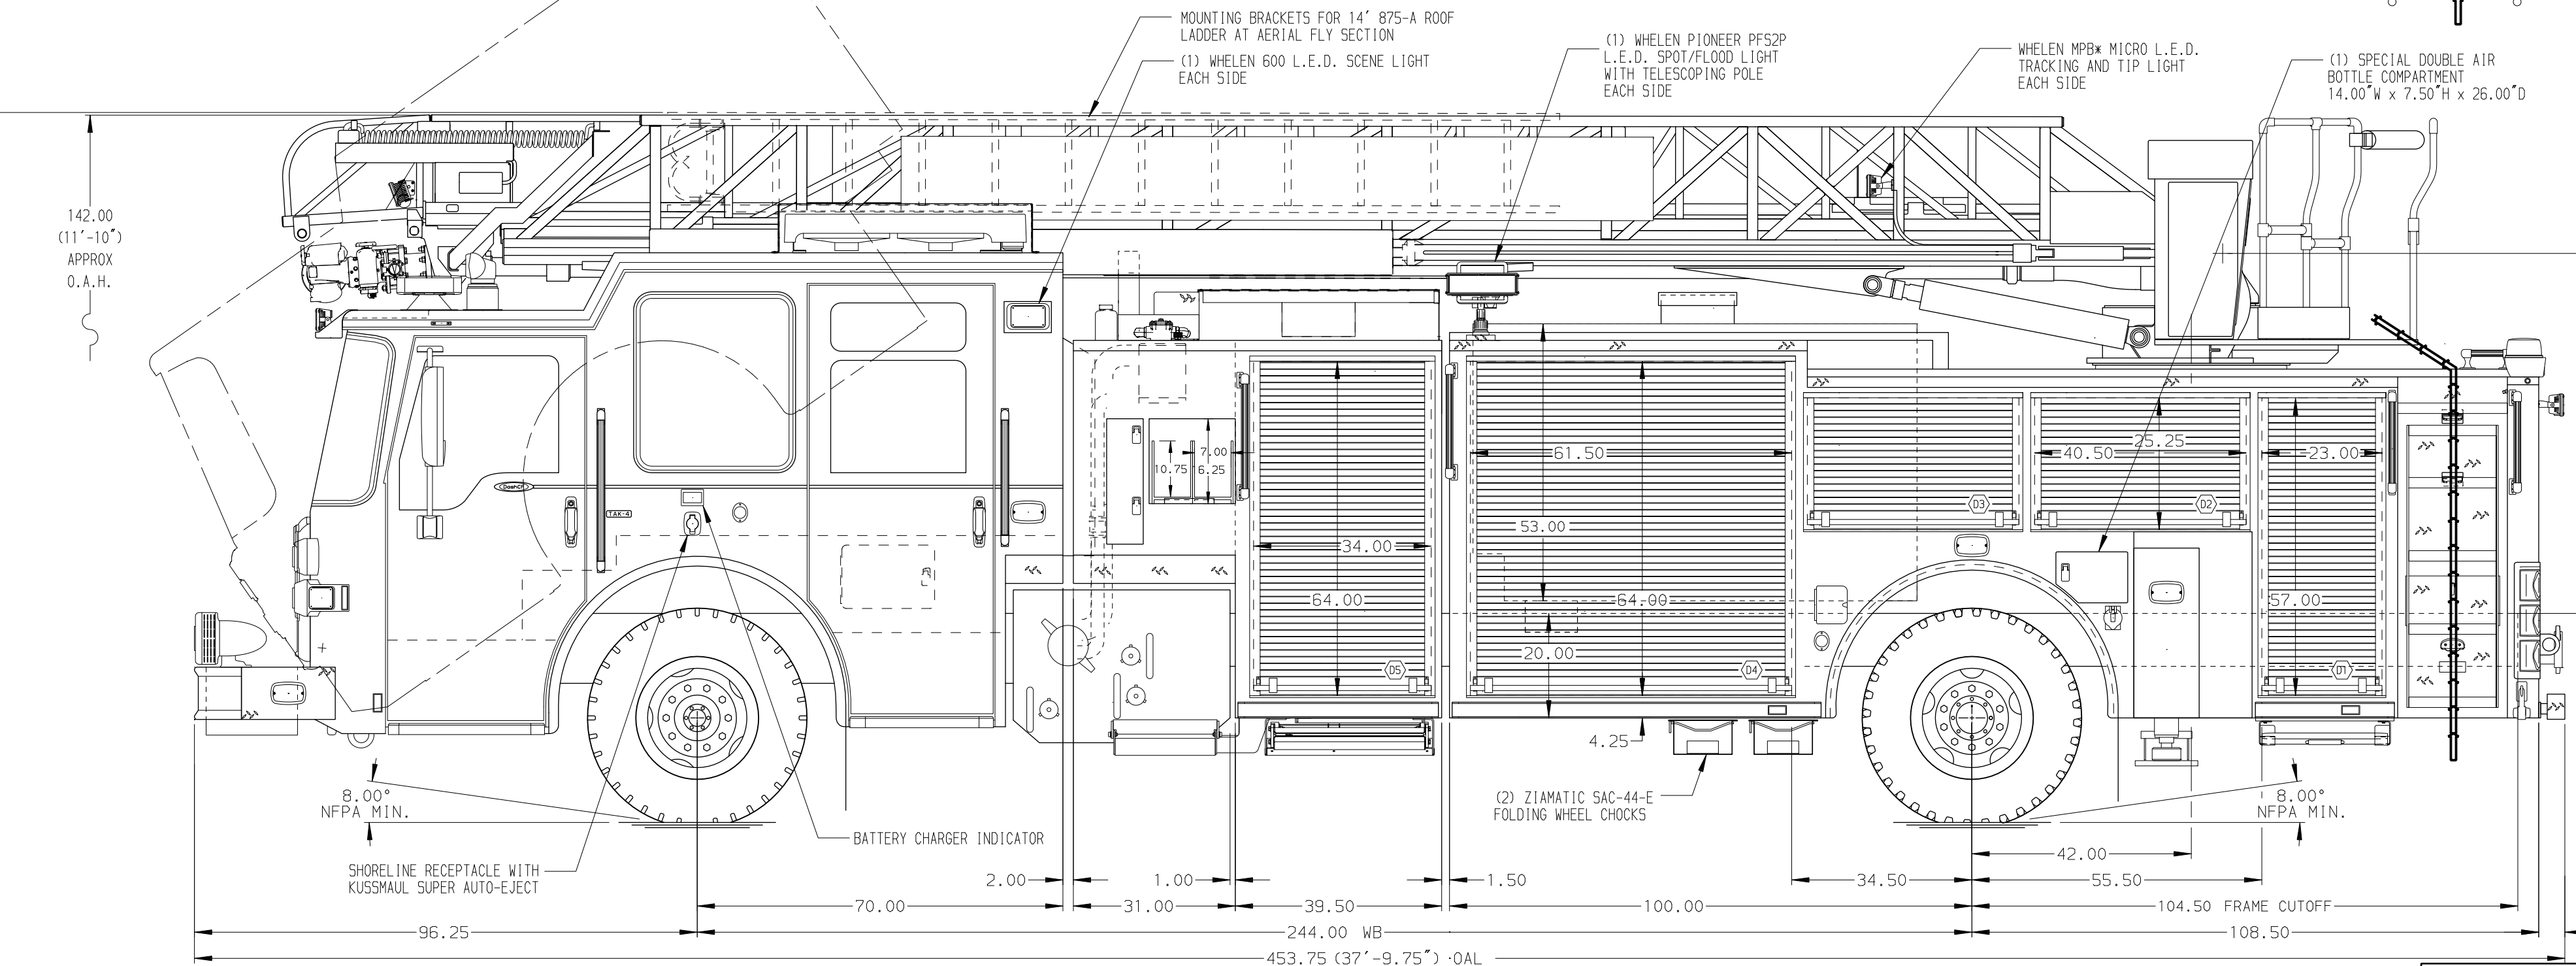 MOUNTING BRACKETS FOR 14' 875-A ROOF
LADDER AT AERIAL FLY SECTION
(1) WHELEN 600 L.E.D. SCENE LIGHT
EACH SIDE
(1) WHELEN PIONEER PFS2P
L.E.D. SPOT/FLOOD LIGHT
WITH TELESCOPING POLE
EACH SIDE
WHELEN MPB* MICRO L.E.D.
TRACKING AND TIP LIGHT
EACH SIDE
(1) SPECIAL DOUBLE AIR
BOTTLE COMPARTMENT
14.00"W x 7.50"H x 26.00"D
142.00
(11'-10")
APPROX
O.A.H.
TAK-4
10.75
7.00
6.25
34.00
64.00
D5
61.50
53.00
64.00
20.00
D4
D3
40.50
25.25
D2
23.00
57.00
D1
4.25
8.00°
NFPA MIN.
(2) ZIAMATIC SAC-44-E
FOLDING WHEEL CHOCKS
8.00°
NFPA MIN.
BATTERY CHARGER INDICATOR
SHORELINE RECEPTACLE WITH
KUSSMAUL SUPER AUTO-EJECT
42.00
2.00
1.00
1.50
34.50
55.50
70.00
31.00
39.50
100.00
104.50 FRAME CUTOFF
96.25
244.00 WB
108.50
453.75 (37'-9.75") OAL